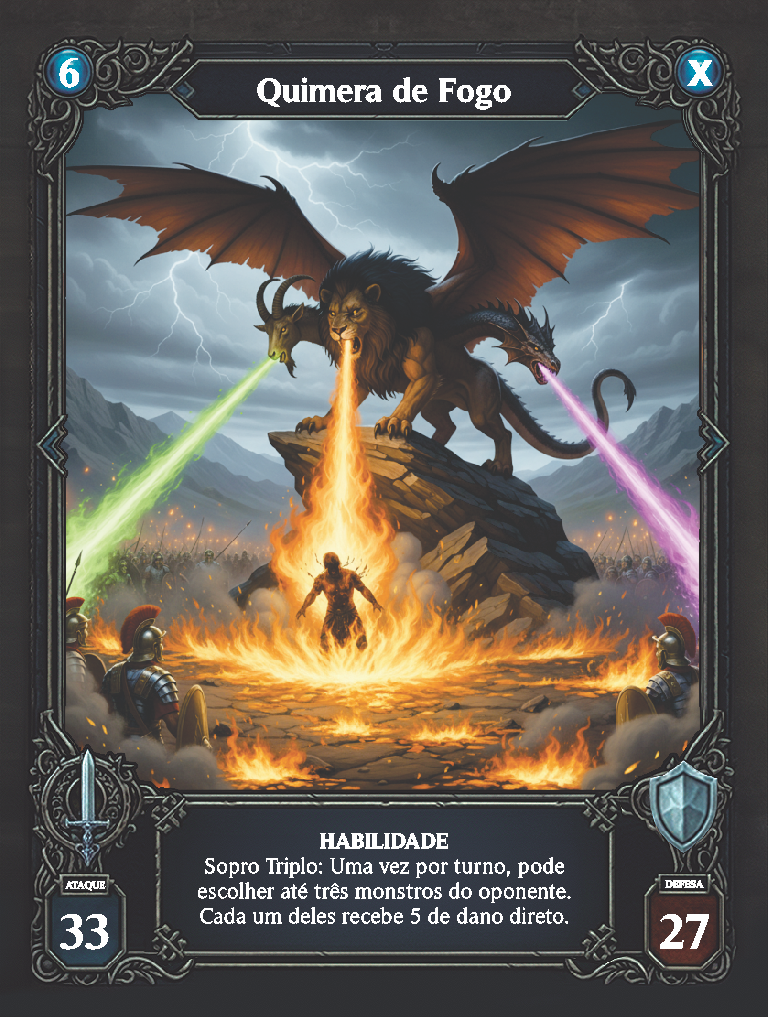 6
Quimera de Fogo
X
HABILIDADE
Sopro Triplo: Uma vez por turno, pode
escolher até três monstros do oponente.
Cada um deles recebe 5 de dano direto.
ATAQUE
33
DEFESA
27